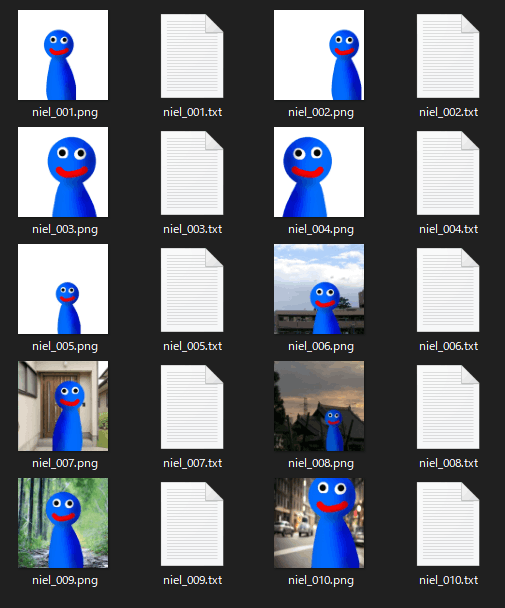 niel_001.png niel_001.txt niel_002.png niel_002.txt
niel_003.png niel_003.txt niel_004.png niel_004.txt
niel_005.png niel_005.txt niel_006.png niel_006.txt
niel_007.png niel_007.txt niel_008.png niel_008.txt
niel_009.png niel_009.txt niel_010.png niel_010.txt